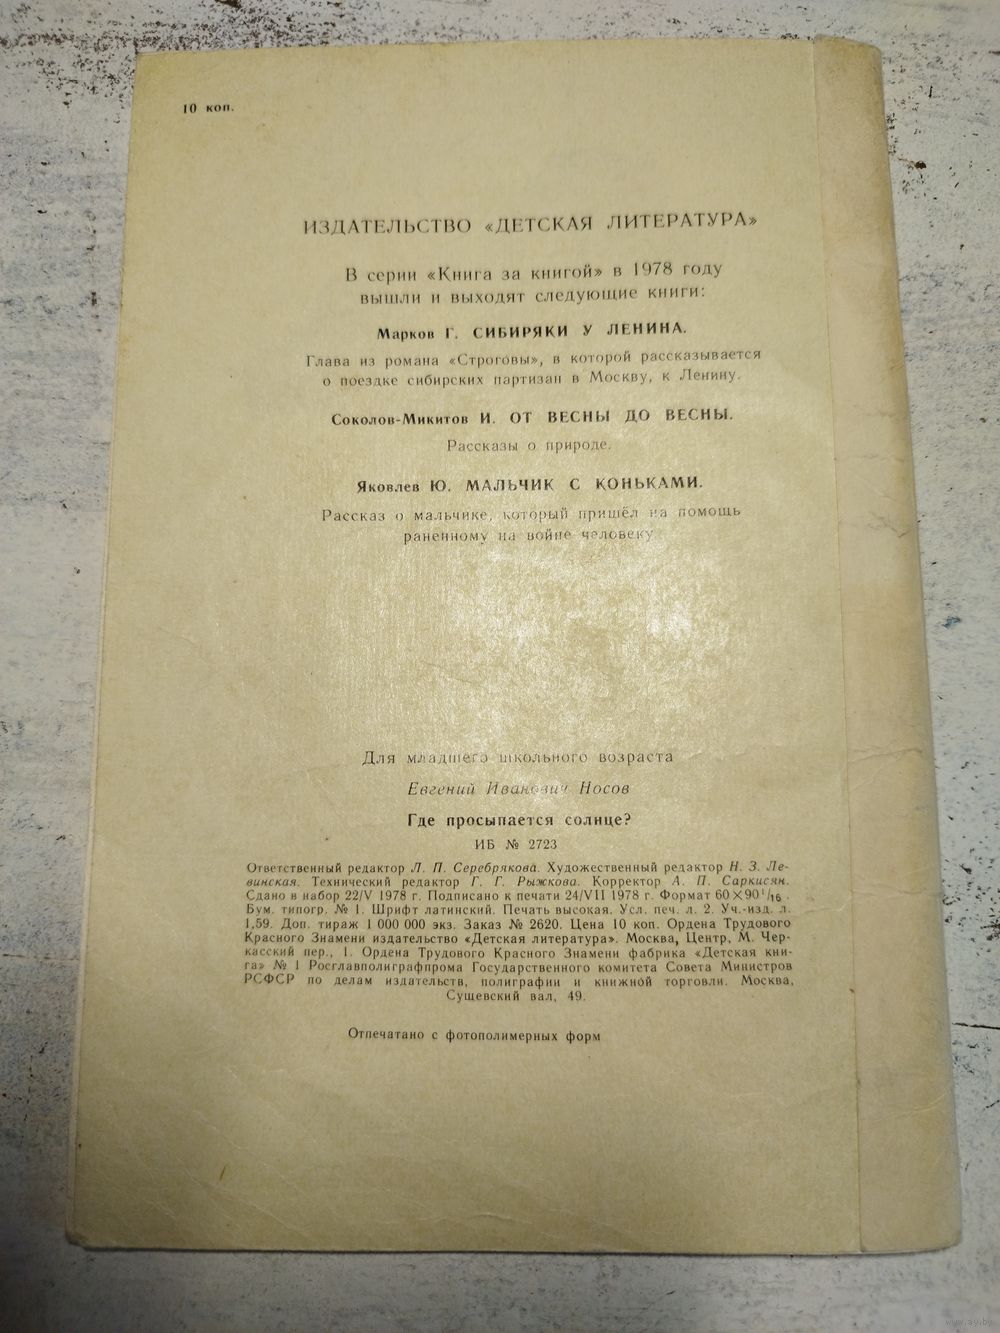 10 коп.
ИЗДАТЕЛЬСТВО «ДЕТСКАЯ ЛИТЕРАТУРА»
В серии «Книга за книгой» в 1978 году
вышли и выходят следующие книги:
Марков Г. СИБИРЯКИ У ЛЕНИНА.
Глава из романа «Строговы», в которой рассказывается
о поездке сибирских партизан в Москву, к Ленину.
Соколов-Микитов И. ОТ ВЕСНЫ ДО ВЕСНЫ.
Рассказы о природе.
Яковлев Ю. МАЛЬЧИК С КОНЬКАМИ.
Рассказ о мальчике, который пришёл на помощь
раненному на войне человеку.
Для младшего школьного возраста
Евгений Иванович Носов
Где просыпается солнце?
ИБ № 2723
Ответственный редактор Л. П. Серебрякова. Художественный редактор Н. З. Ле-
винская. Технический редактор Г. Г. Рыжкова. Корректор А. П. Саркисян.
Сдано в набор 22/V 1978 г. Подписано к печати 24/VII 1978 г. Формат 60×90¹/₁₆.
Бум. типогр. № 1. Шрифт латинский. Печать высокая. Усл. печ. л. 2. Уч.-изд. л.
1,59. Доп. тираж 1 000 000 экз. Заказ № 2620. Цена 10 коп. Ордена Трудового
Красного Знамени издательство «Детская литература». Москва, Центр, М. Чер-
касский пер., 1. Ордена Трудового Красного Знамени фабрика «Детская кни-
га» № 1 Росглавполиграфпрома Государственного комитета Совета Министров
РСФСР по делам издательств, полиграфии и книжной торговли. Москва,
Сущевский вал, 49.
Отпечатано с фотополимерных форм
www.ay.by